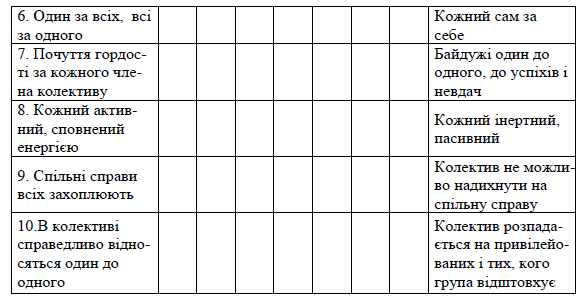 6. Один за всіх, всі
за одного
Кожний сам за
себе
7. Почуття гордос-
ті за кожного чле-
на колективу
Байдужі один до
одного, до успіхів і
невдач
8. Кожний актив-
ний, сповнений
енергією
Кожний інертний,
пасивний
9. Спільні справи
всіх захоплюють
Колектив не можли-
во надихнути на
спільну справу
10.В колективі
справедливо відно-
сяться один до
одного
Колектив розпада-
ється на привілейо-
ваних і тих, кого
група відштовхує